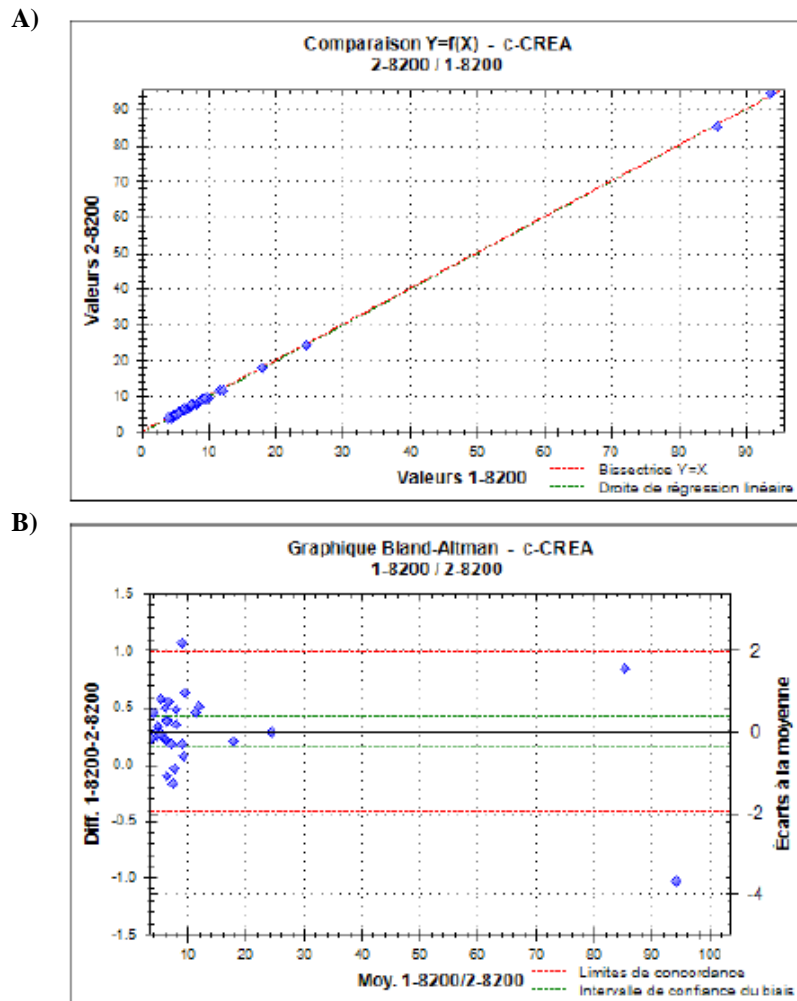 A)
Comparaison Y=f(X) - c-CREA
2-8200 / 1-8200
Valeurs 2-8200
90
80
70
60
50
40
30
20
10
0
0 10 20 30 40 50 60 70 80 90
Valeurs 1-8200
Bissectrice Y=X
Droite de régression linéaire
B)
Graphique Bland-Altman - c-CREA
1-8200 / 2-8200
Diff. 1-8200-2-8200
1.5
1.0
0.5
0.0
-0.5
-1.0
-1.5
2
0
-2
-4
Écarts à la moyenne
10 20 30 40 50 60 70 80 90 100
Moy. 1-8200/2-8200
Limites de concordance
Intervalle de confiance du biais